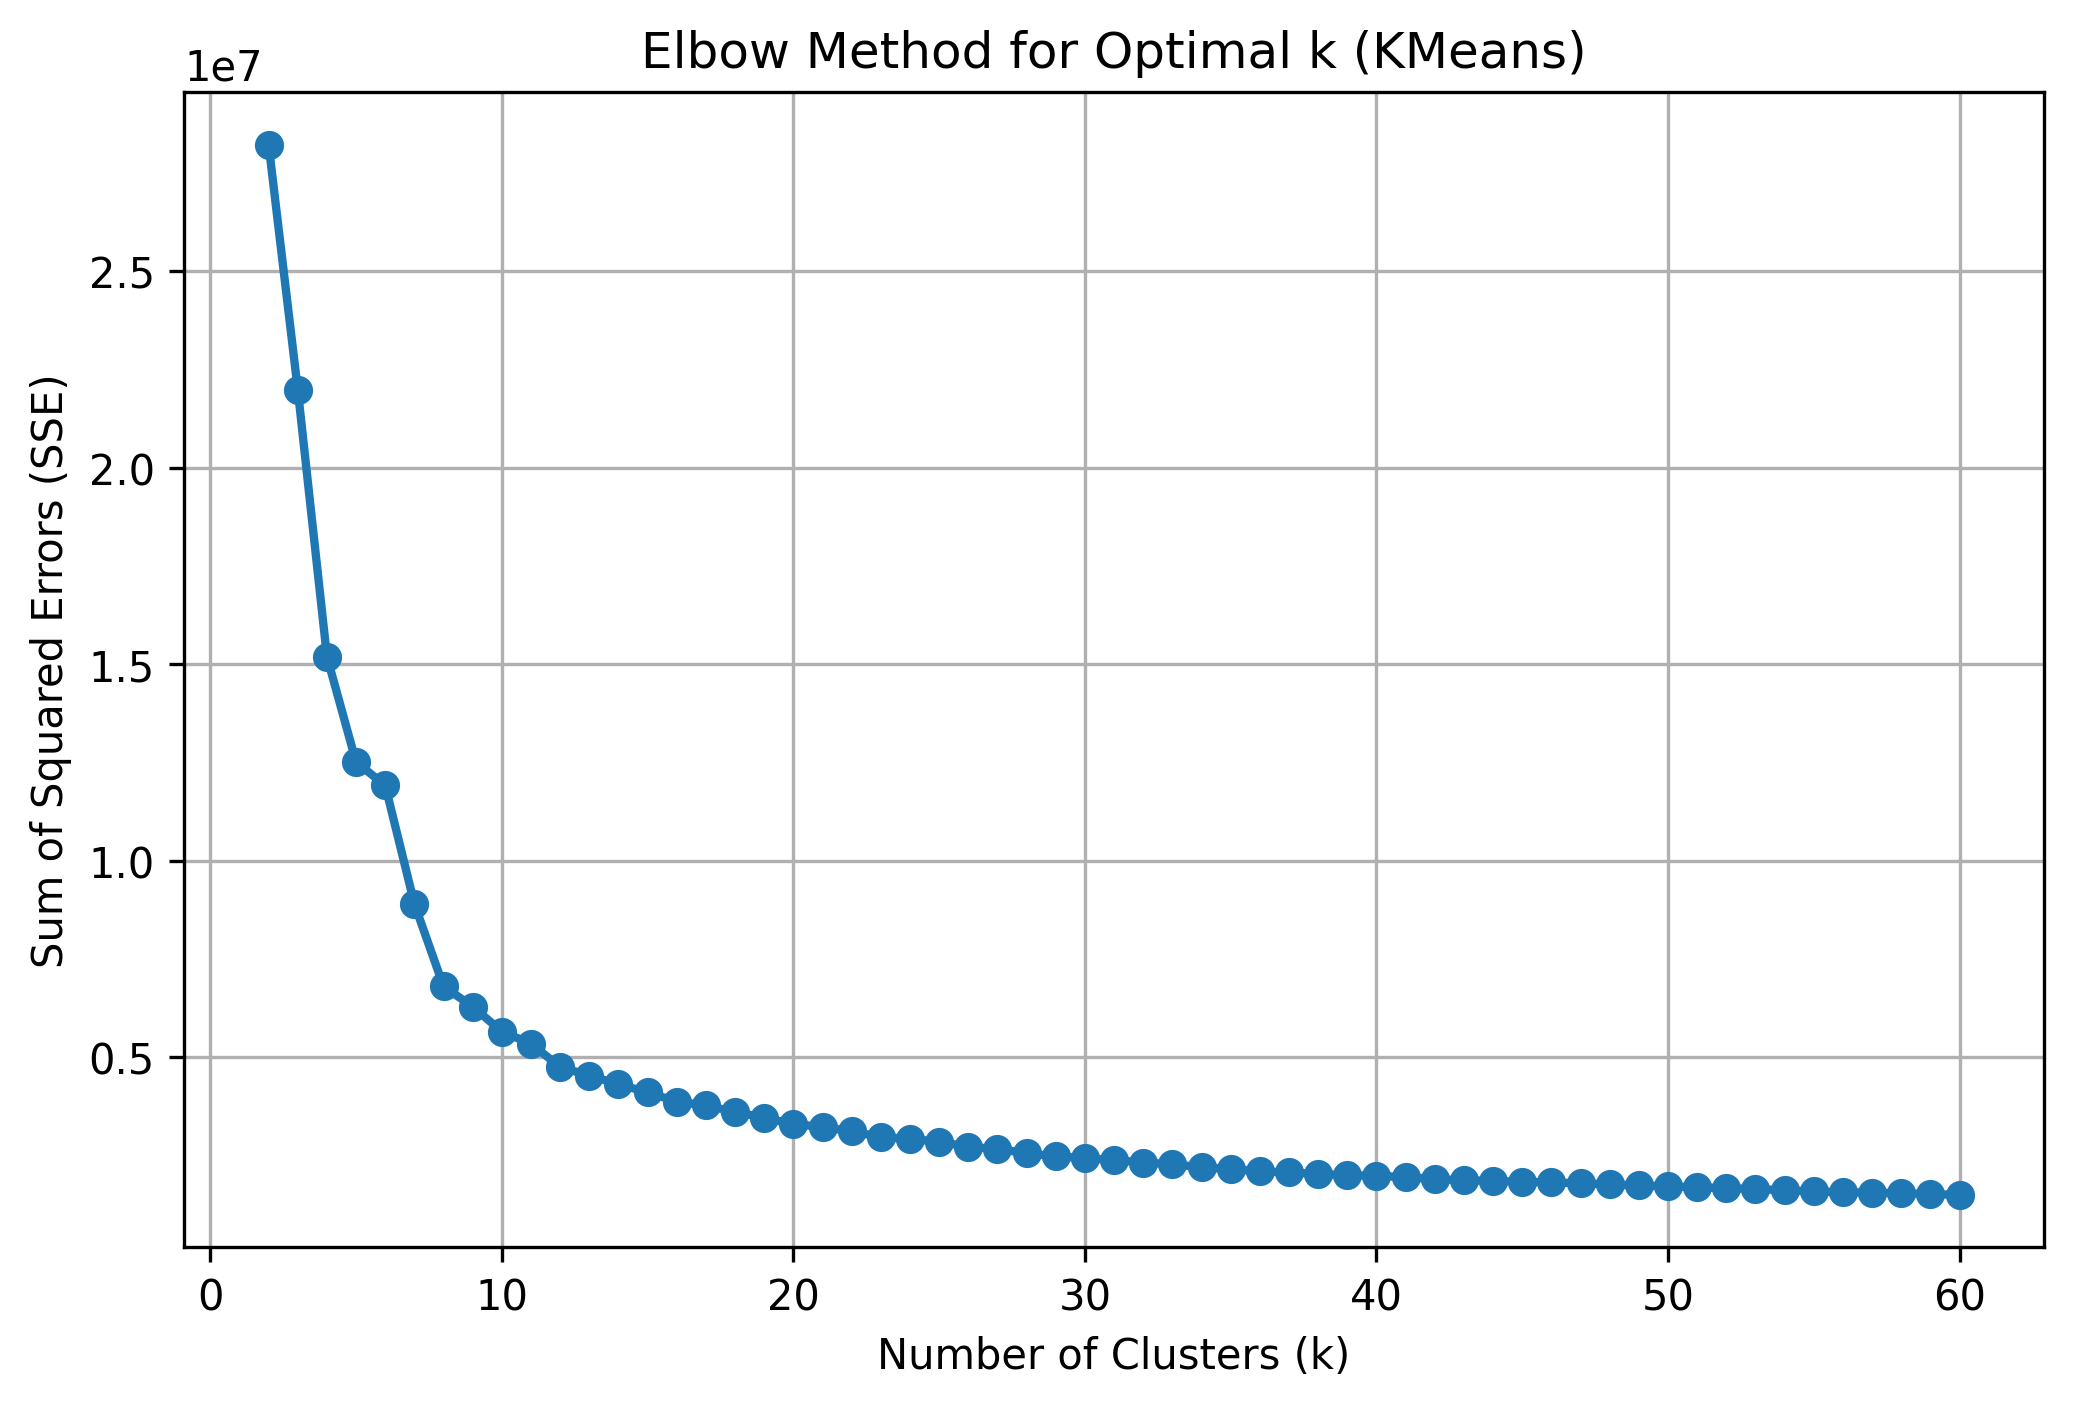 Elbow Method for Optimal k (KMeans)
1e7
2.5
2.0
1.5
1.0
0.5
Sum of Squared Errors (SSE)
0 10 20 30 40 50 60
Number of Clusters (k)